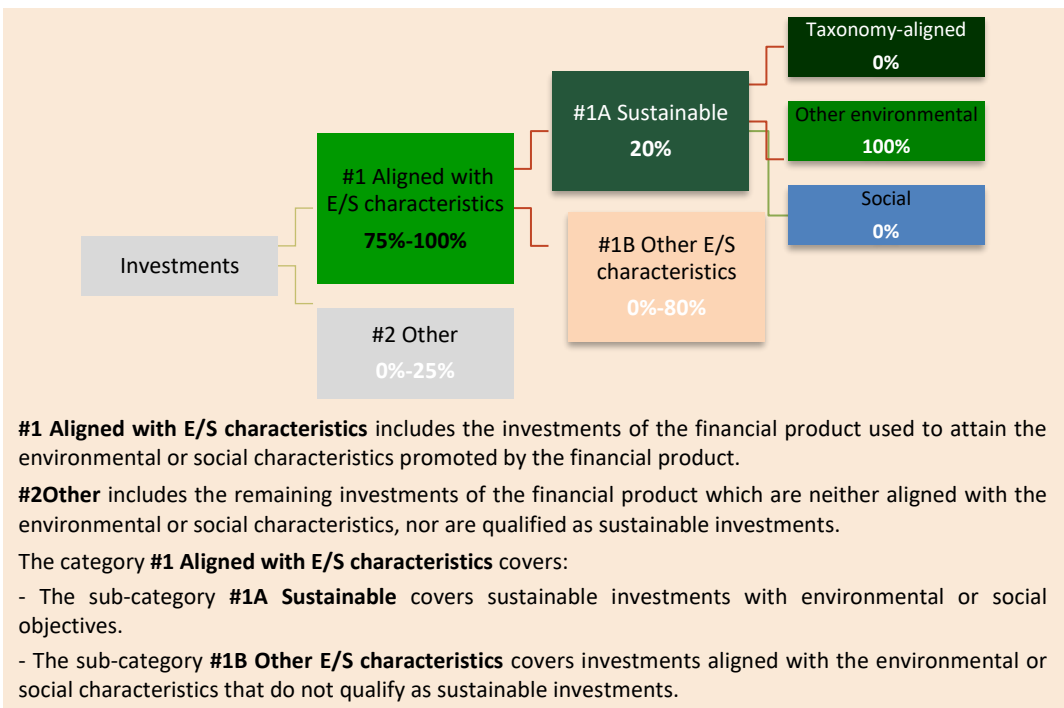 Taxonomy-aligned
0%
#1A Sustainable
20%
Other environmental
100%
#1 Aligned with
E/S characteristics
75%-100%
Social
0%
#1B Other E/S
characteristics
0%-80%
Investments
#2 Other
0%-25%
#1 Aligned with E/S characteristics includes the investments of the financial product used to attain the
environmental or social characteristics promoted by the financial product.
#2Other includes the remaining investments of the financial product which are neither aligned with the
environmental or social characteristics, nor are qualified as sustainable investments.
The category #1 Aligned with E/S characteristics covers:
- The sub-category #1A Sustainable covers sustainable investments with environmental or social
objectives.
- The sub-category #1B Other E/S characteristics covers investments aligned with the environmental or
social characteristics that do not qualify as sustainable investments.